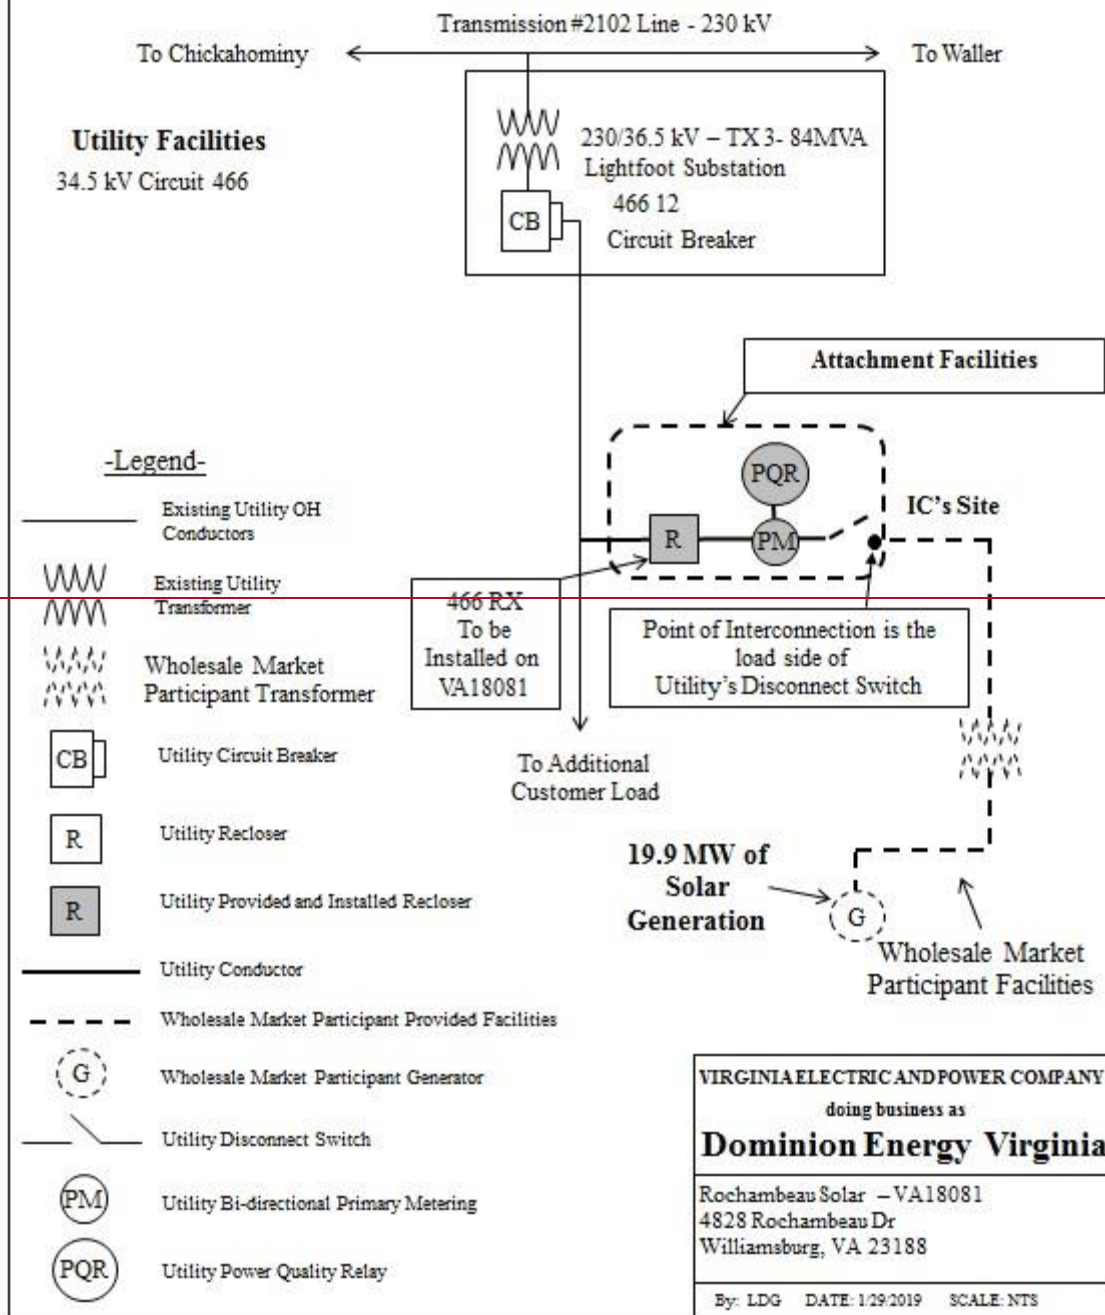 Transmission #2102 Line - 230 kV
To Chickahominy
To Waller
Utility Facilities
34.5 kV Circuit 466
230/36.5 kV – TX 3- 84MVA
Lightfoot Substation
466 12
Circuit Breaker
CB
Attachment Facilities
PQR
IC's Site
R
PM
466 RX
To be
Installed on
VA18081
Point of Interconnection is the
load side of
Utility's Disconnect Switch
To Additional
Customer Load
19.9 MW of
Solar
Generation
G
Wholesale Market
Participant Facilities
-Legend-
Existing Utility OH
Conductors
Existing Utility
Transformer
Wholesale Market
Participant Transformer
CB
Utility Circuit Breaker
R
Utility Recloser
R
Utility Provided and Installed Recloser
Utility Conductor
Wholesale Market Participant Provided Facilities
G
Wholesale Market Participant Generator
Utility Disconnect Switch
PM
Utility Bi-directional Primary Metering
PQR
Utility Power Quality Relay
VIRGINIA ELECTRIC AND POWER COMPANY
doing business as
Dominion Energy Virginia
Rochambeau Solar – VA18081
4828 Rochambeau Dr
Williamsburg, VA 23188
By: LDG DATE: 1/29/2019 SCALE: NTS